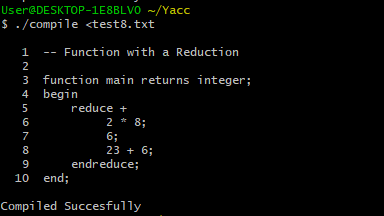 User@DESKTOP-1E8BLVO ~/Yacc
$ ./compile <test8.txt
1 -- Function with a Reduction
2
3 function main returns integer;
4 begin
5 reduce +
6 2 * 8;
7 6;
8 23 + 6;
9 endreduce;
10 end;
Compiled Succesfully